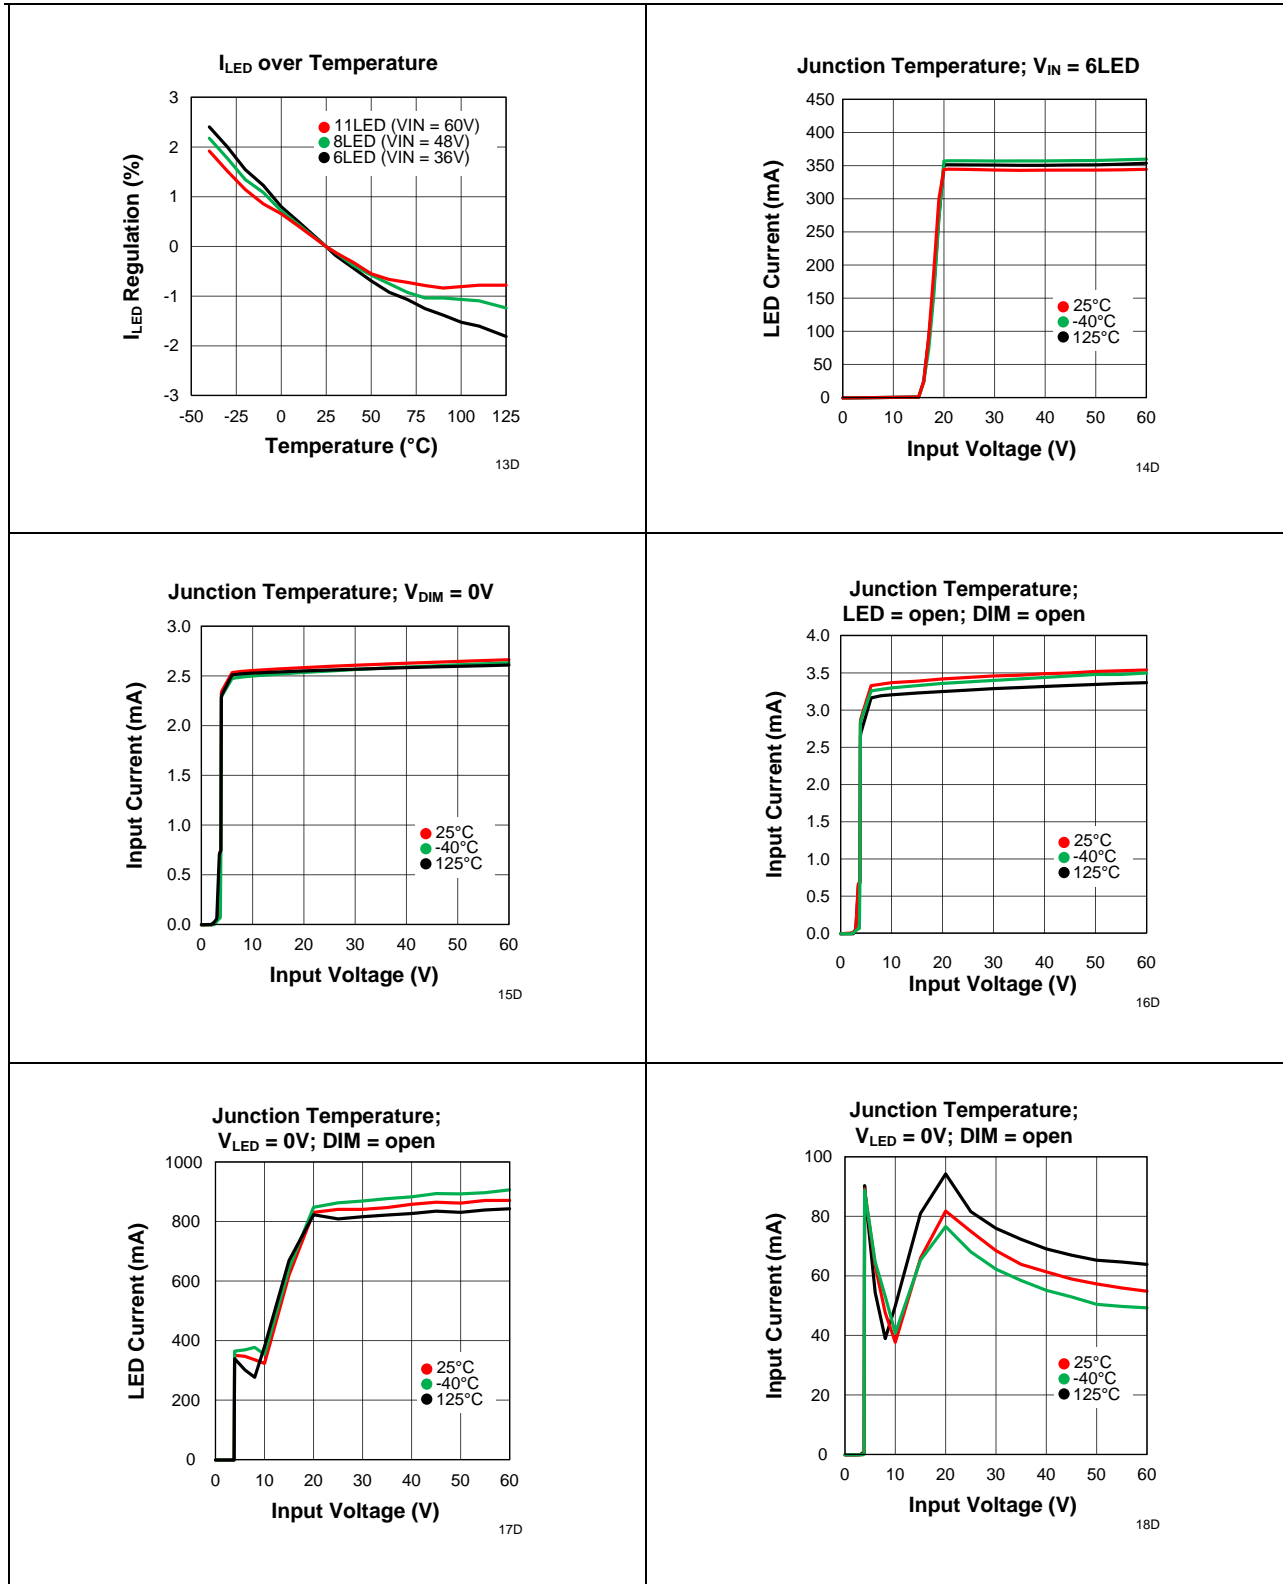 I_LED over Temperature
3
2
1
0
-1
-2
-3
I_LED Regulation (%)
11LED (VIN = 60V)
8LED (VIN = 48V)
6LED (VIN = 36V)
-50 -25 0 25 50 75 100 125
Temperature (°C)
13D
Junction Temperature; V_IN = 6LED
450
400
350
300
250
200
150
100
50
0
LED Current (mA)
25°C
-40°C
125°C
0 10 20 30 40 50 60
Input Voltage (V)
14D
Junction Temperature; V_DIM = 0V
3.0
2.5
2.0
1.5
1.0
0.5
0.0
Input Current (mA)
25°C
-40°C
125°C
0 10 20 30 40 50 60
Input Voltage (V)
15D
Junction Temperature;
LED = open; DIM = open
4.0
3.5
3.0
2.5
2.0
1.5
1.0
0.5
0.0
Input Current (mA)
25°C
-40°C
125°C
0 10 20 30 40 50 60
Input Voltage (V)
16D
Junction Temperature;
V_LED = 0V; DIM = open
1000
800
600
400
200
0
LED Current (mA)
25°C
-40°C
125°C
0 10 20 30 40 50 60
Input Voltage (V)
17D
Junction Temperature;
V_LED = 0V; DIM = open
100
80
60
40
20
0
Input Current (mA)
25°C
-40°C
125°C
0 10 20 30 40 50 60
Input Voltage (V)
18D